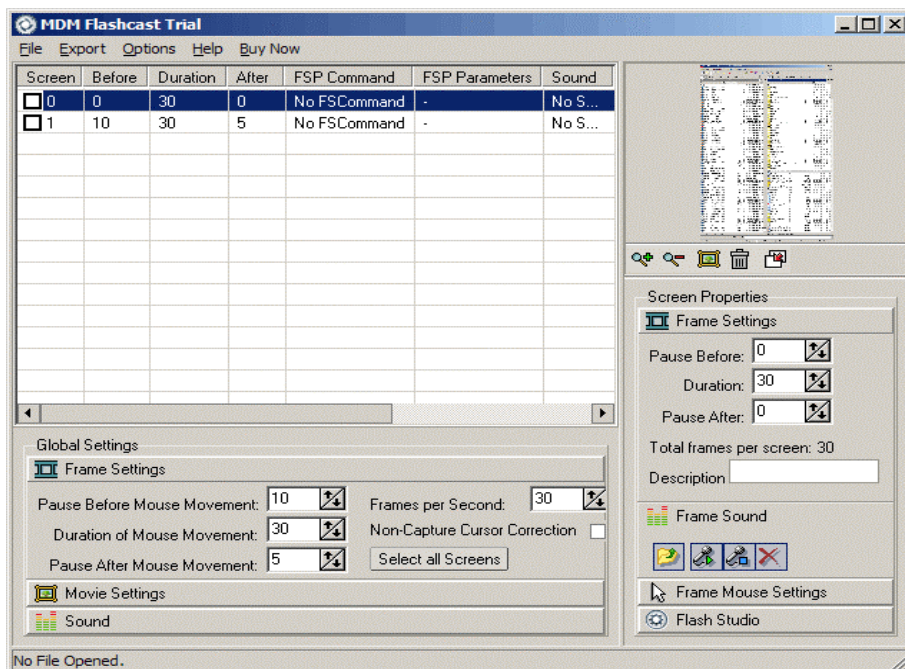 MDM Flashcast Trial
File Export Options Help Buy Now
Screen Before Duration After FSP Command FSP Parameters Sound
0 0 30 0 No FSCommand - No S...
1 10 30 5 No FSCommand - No S...
Global Settings
Frame Settings
Pause Before Mouse Movement: 10
Duration of Mouse Movement: 30
Pause After Mouse Movement: 5
Frames per Second: 30
Non-Capture Cursor Correction
Select all Screens
Movie Settings
Sound
Screen Properties
Frame Settings
Pause Before: 0
Duration: 30
Pause After: 0
Total frames per screen: 30
Description
Frame Sound
Frame Mouse Settings
Flash Studio
No File Opened.